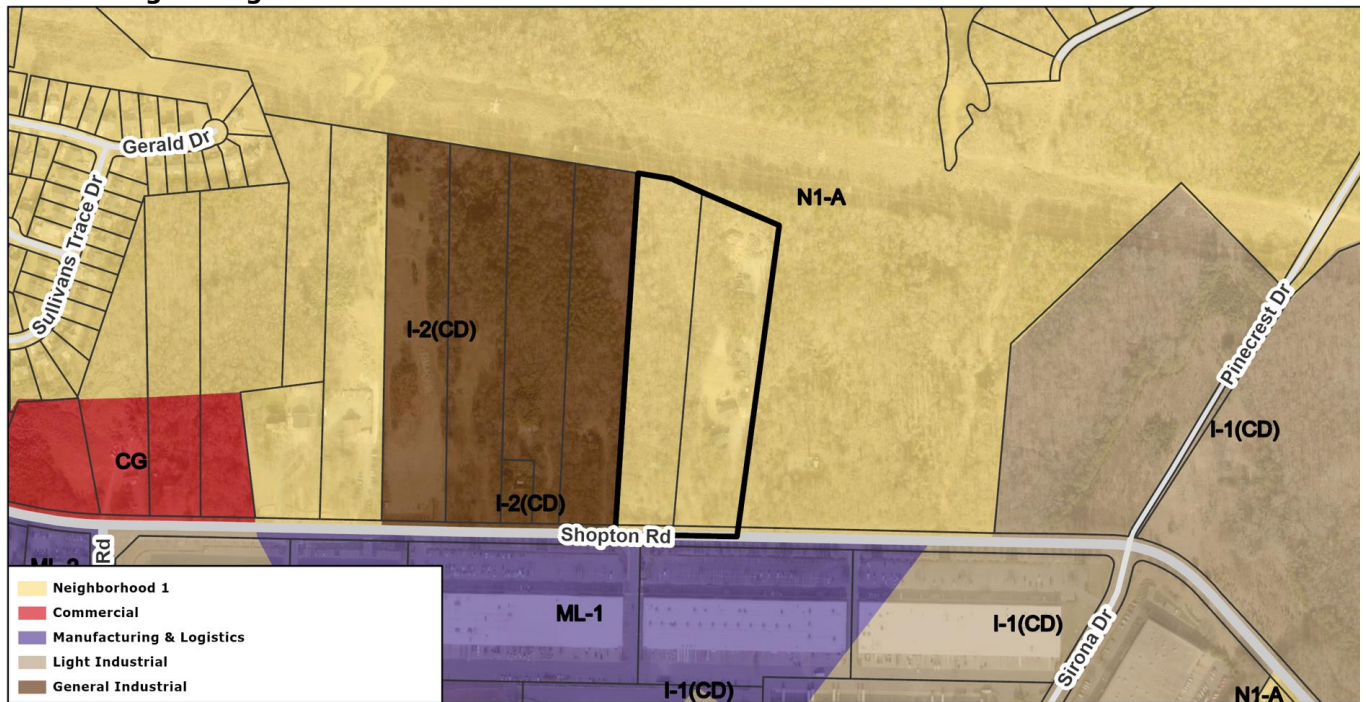 Gerald Dr
Sullivans Trace Dr
N1-A
Pinecrest Dr
I-2(CD)
I-1(CD)
CG
I-2(CD)
Shopton Rd
Rd
ML-1
I-1(CD)
Sirona Dr
I-1(CD)
N1-A
Neighborhood 1
Commercial
Manufacturing & Logistics
Light Industrial
General Industrial